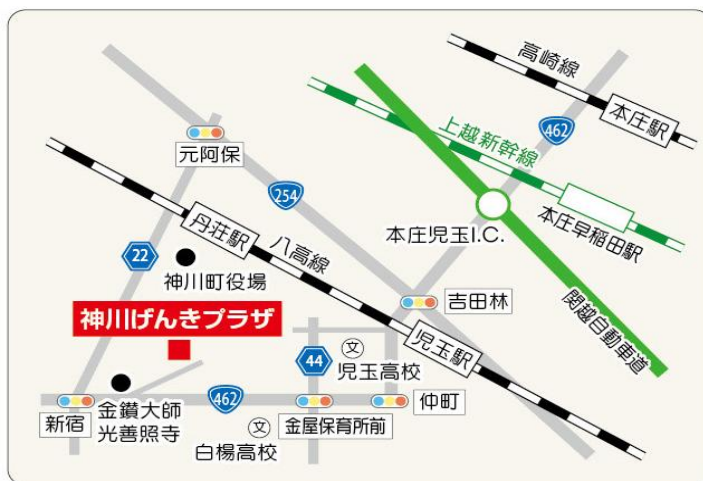 高崎線
本庄駅
462
上越新幹線
元阿保
254
本庄早稲田駅
本庄児玉I.C.
丹荘駅
八高線
22
神川町役場
関越自動車道
吉田林
神川げんきプラザ
児玉駅
44
児玉高校
文
462
仲町
新宿
金鑚大師
光善照寺
文
白楊高校
金屋保育所前